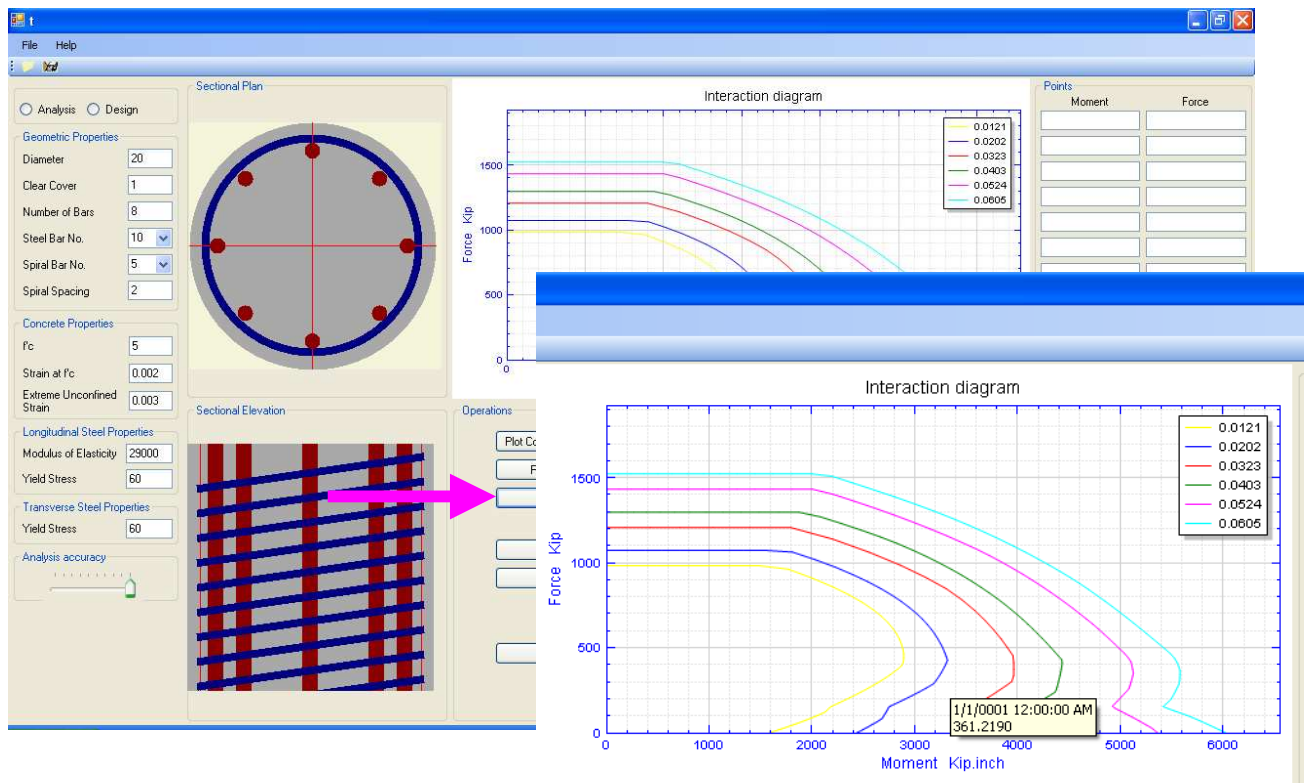 t
File Help
Analysis Design
Geometric Properties
Diameter 20
Clear Cover 1
Number of Bars 8
Steel Bar No. 10
Spiral Bar No. 5
Spiral Spacing 2
Concrete Properties
f'c 5
Strain at f'c 0.002
Extreme Unconfined
Strain 0.003
Longitudinal Steel Properties
Modulus of Elasticity 29000
Yield Stress 60
Transverse Steel Properties
Yield Stress 60
Analysis accuracy
Sectional Plan
Sectional Elevation
Interaction diagram
0.0121
0.0202
0.0323
0.0403
0.0524
0.0605
Force Kip
1500
1000
500
0
0
Points
Moment Force
Operations
Plot Co
Interaction diagram
0.0121
0.0202
0.0323
0.0403
0.0524
0.0605
Force Kip
1500
1000
500
0
1/1/0001 12:00:00 AM
361.2190
0 1000 2000 3000 4000 5000 6000
Moment Kip.inch